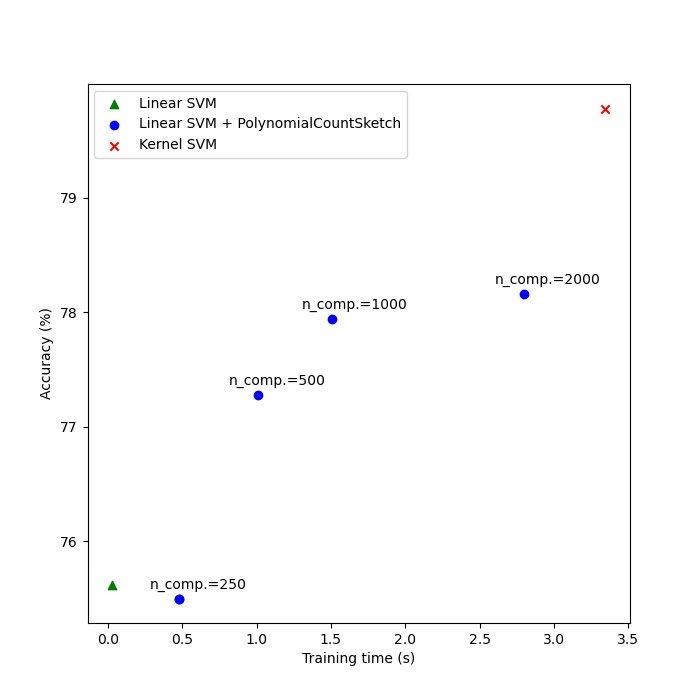 Linear SVM
Linear SVM + PolynomialCountSketch
Kernel SVM
79
78
77
76
Accuracy (%)
n_comp.=2000
n_comp.=1000
n_comp.=500
n_comp.=250
0.0 0.5 1.0 1.5 2.0 2.5 3.0 3.5
Training time (s)